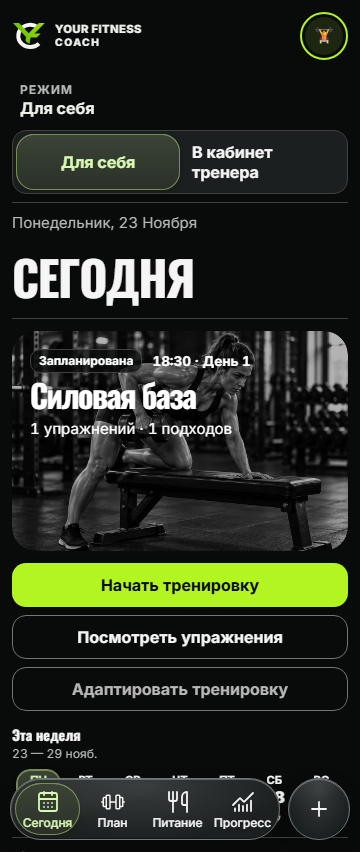 YOUR FITNESS
COACH
РЕЖИМ
Для себя
Для себя
В кабинет
тренера
Понедельник, 23 Ноября
СЕГОДНЯ
Запланирована
18:30 · День 1
Силовая база
1 упражнений · 1 подходов
Начать тренировку
Посмотреть упражнения
Адаптировать тренировку
Эта неделя
23 — 29 нояб.
СБ
Сегодня
План
Питание
Прогресс
+